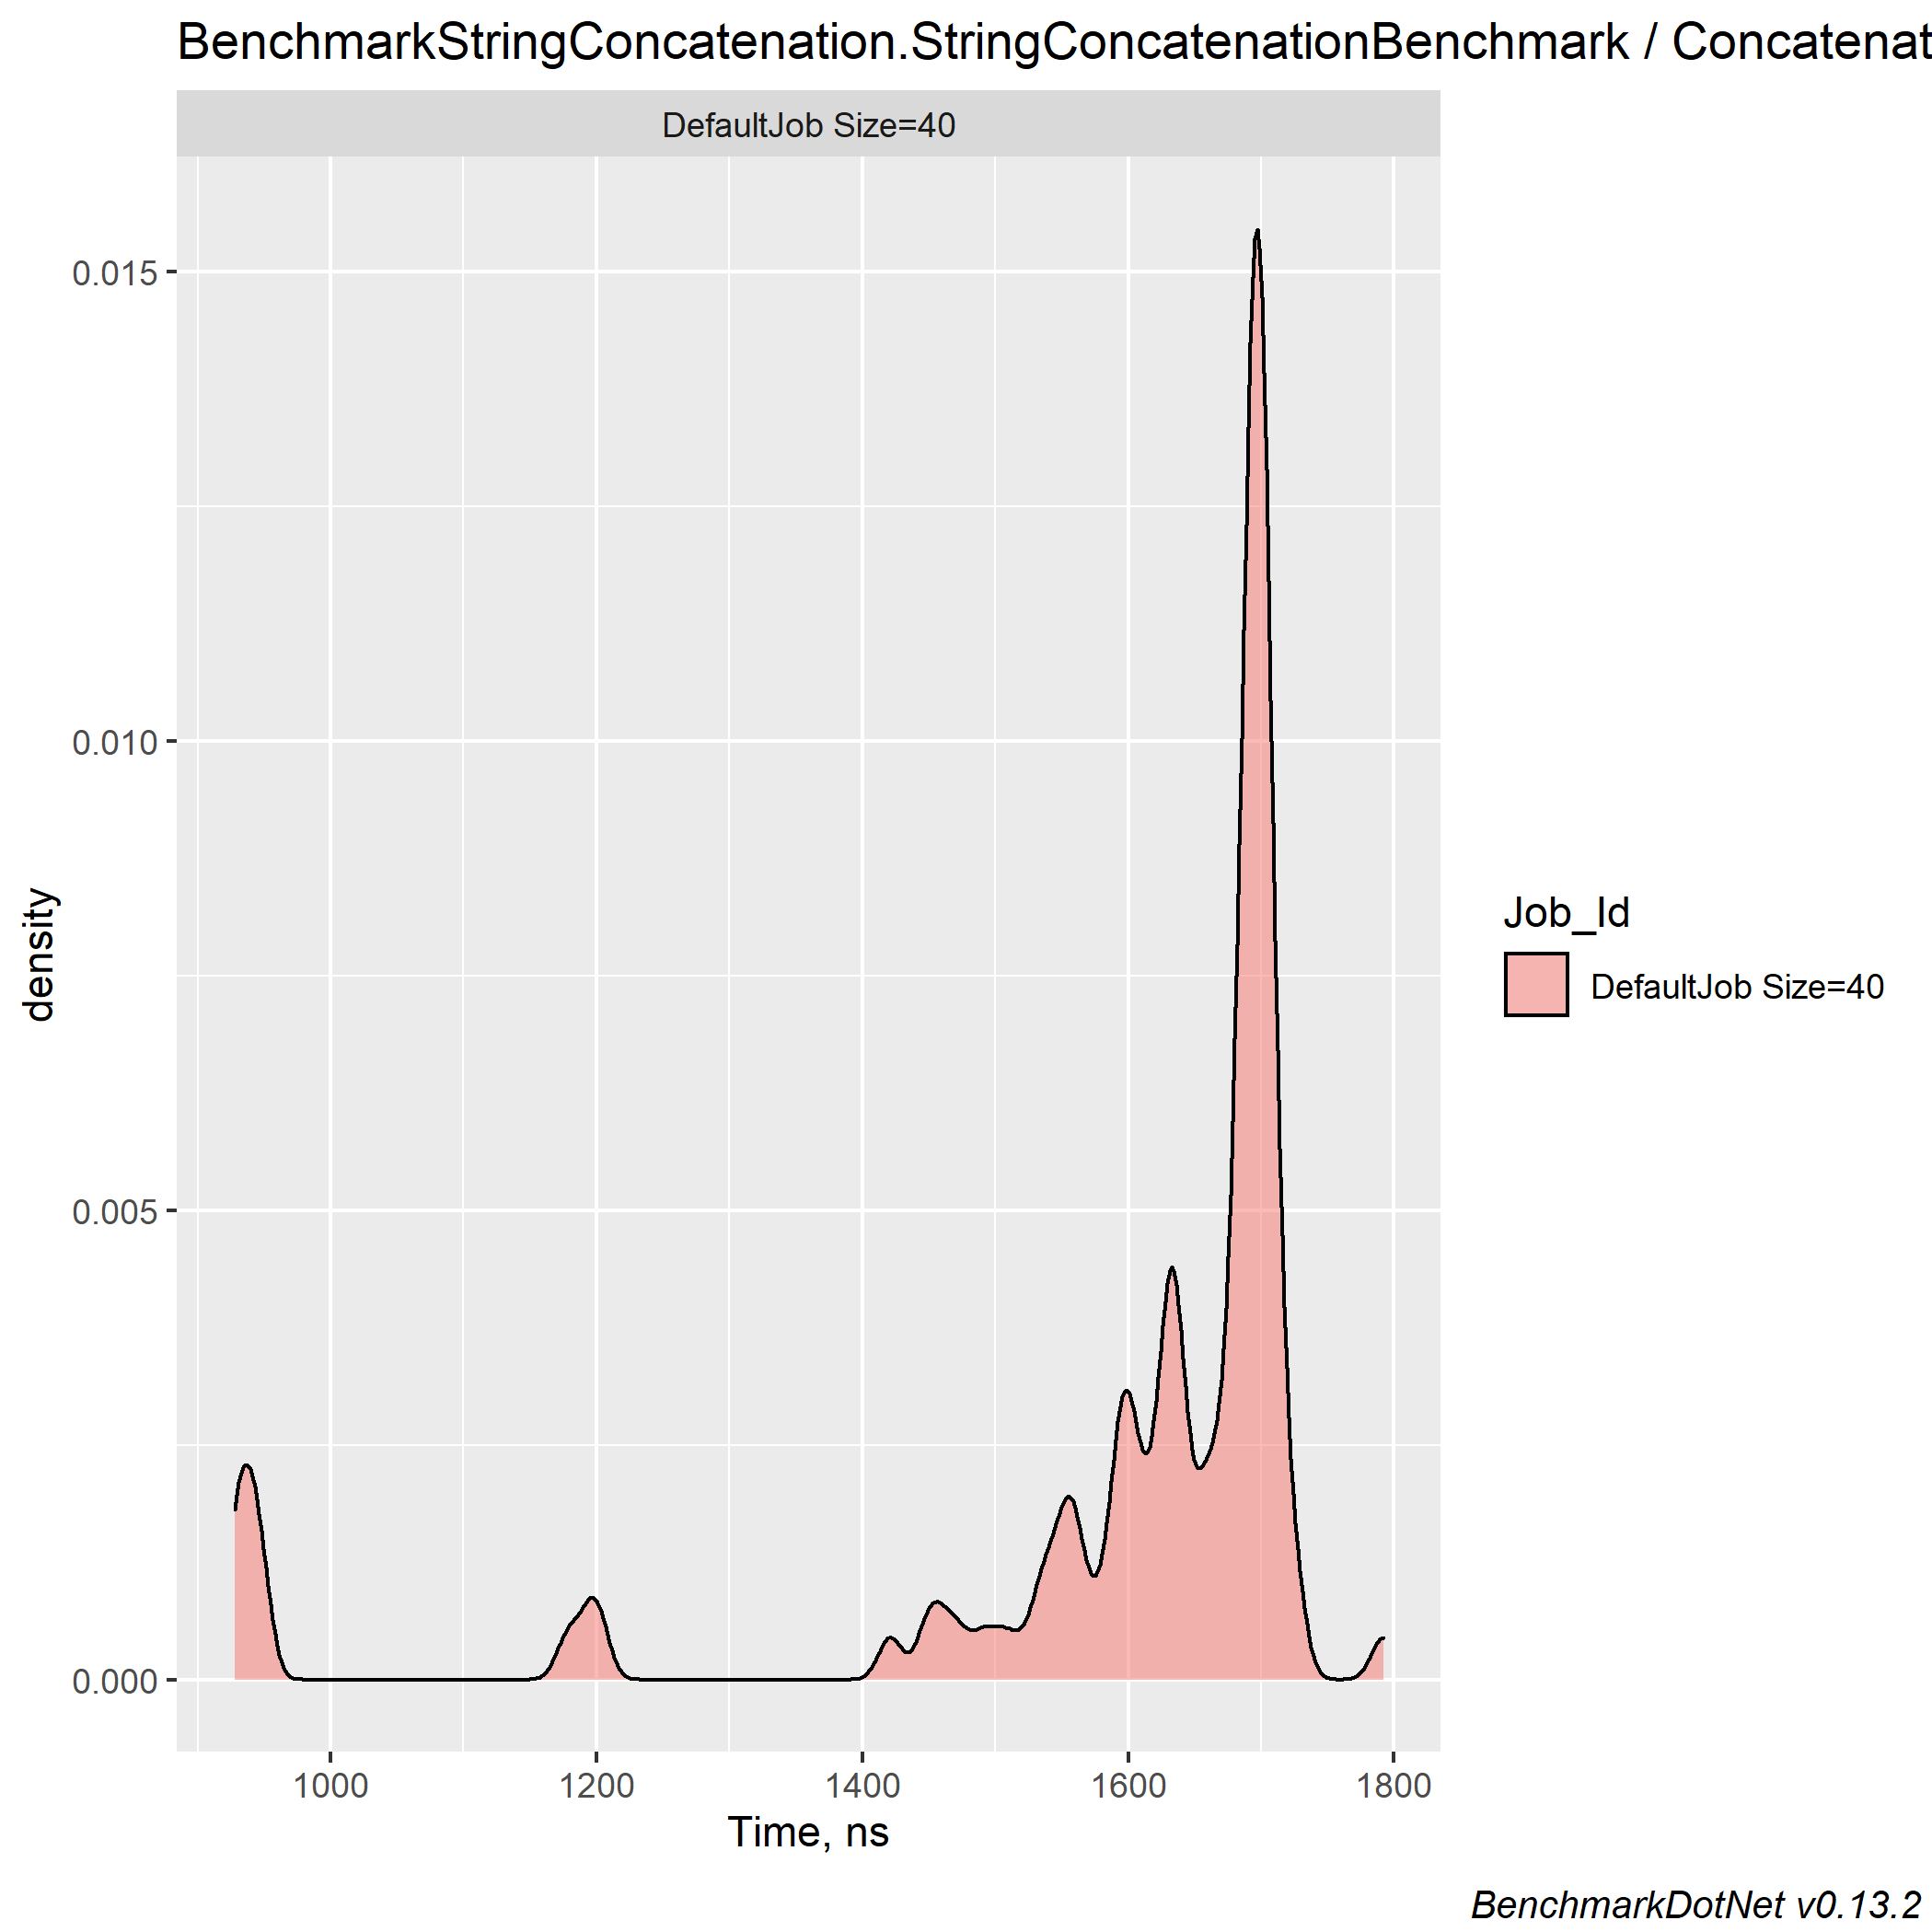 BenchmarkStringConcatenation.StringConcatenationBenchmark / Concatenat
DefaultJob Size=40
0.015
0.010
0.005
0.000
density
1000 1200 1400 1600 1800
Time, ns
Job_Id
DefaultJob Size=40
BenchmarkDotNet v0.13.2